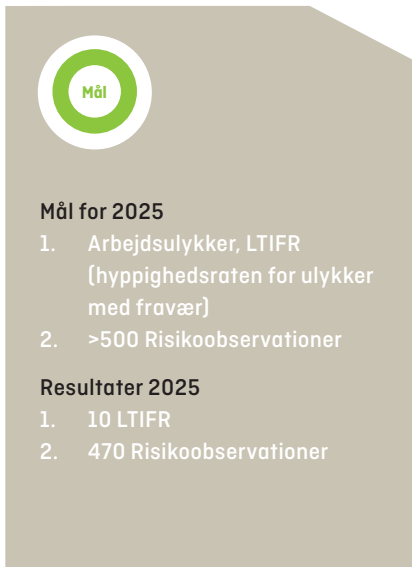 Mål
Mål for 2025
1. Arbejdsulykker, LTIFR
(hyppighedsraten for ulykker
med fravær)
2. >500 Risikoobservationer
Resultater 2025
1. 10 LTIFR
2. 470 Risikoobservationer